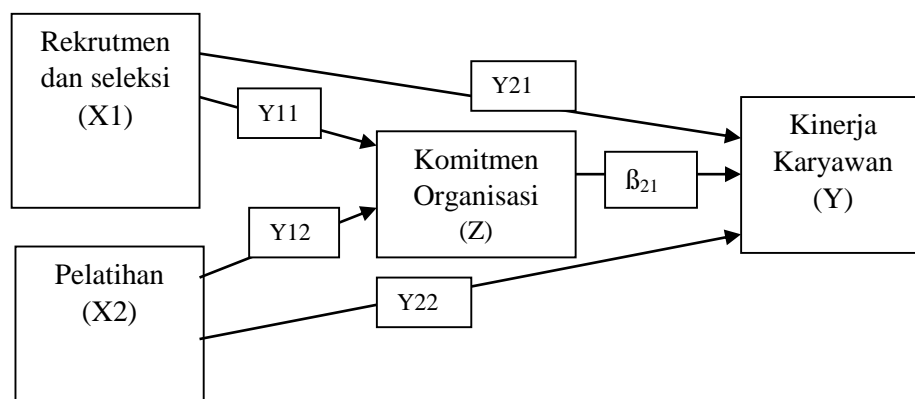 Rekrutmen
dan seleksi
(X1)
Y21
Y11
Komitmen
Organisasi
(Z)
ß21
Kinerja
Karyawan
(Y)
Y12
Pelatihan
(X2)
Y22